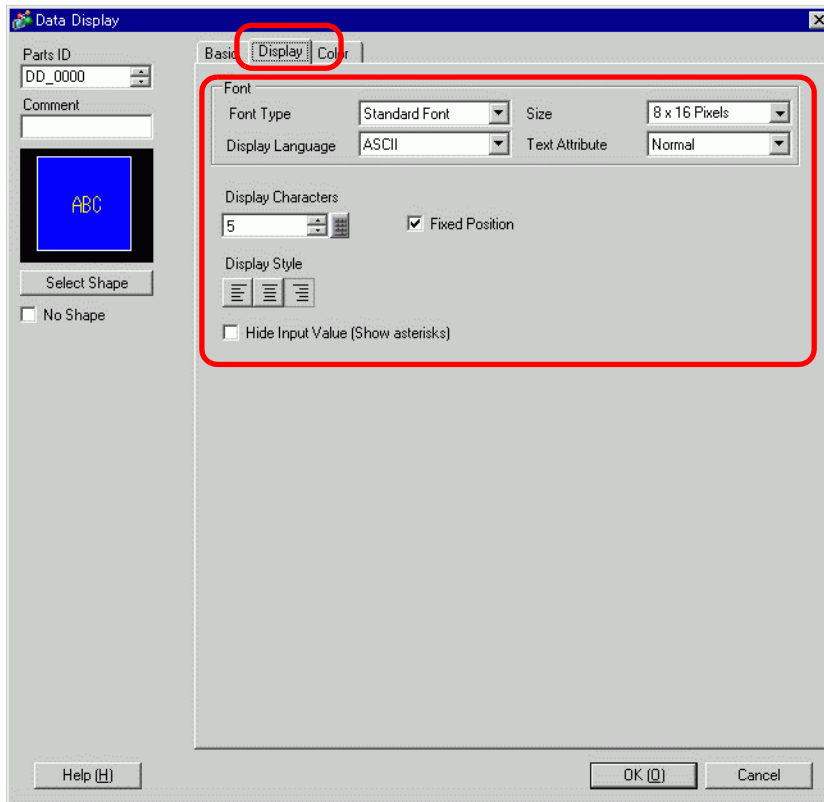 Data Display
Parts ID
DD_0000
Comment
ABC
Select Shape
No Shape
Basic Display Color
Font
Font Type Standard Font Size 8 x 16 Pixels
Display Language ASCII Text Attribute Normal
Display Characters
5 Fixed Position
Display Style
Hide Input Value (Show asterisks)
Help (H) OK (O) Cancel